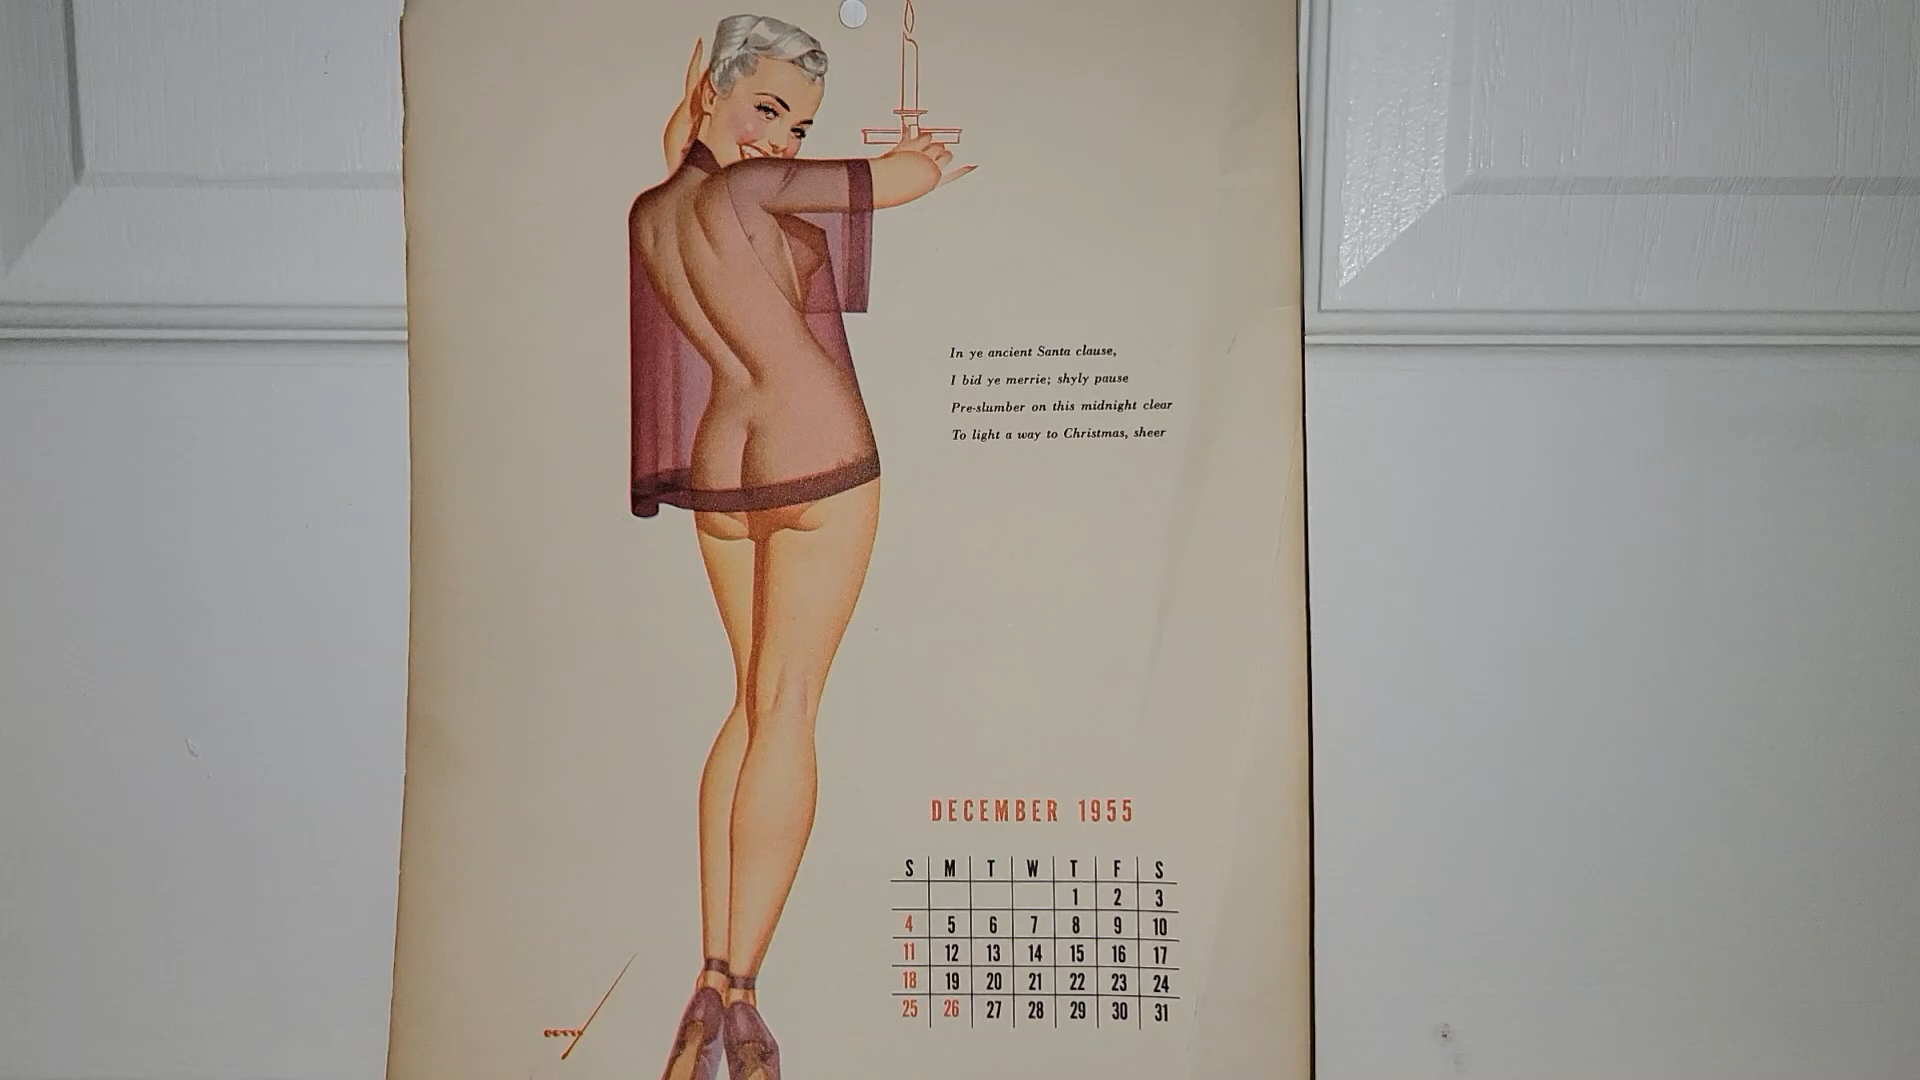 In ye ancient Santa clause,
I bid ye merrie; shyly pause
Pre-slumber on this midnight clear
To light a way to Christmas, sheer
DECEMBER 1955
S M T W T F S
1 2 3
4 5 6 7 8 9 10
11 12 13 14 15 16 17
18 19 20 21 22 23 24
25 26 27 28 29 30 31
PETTY